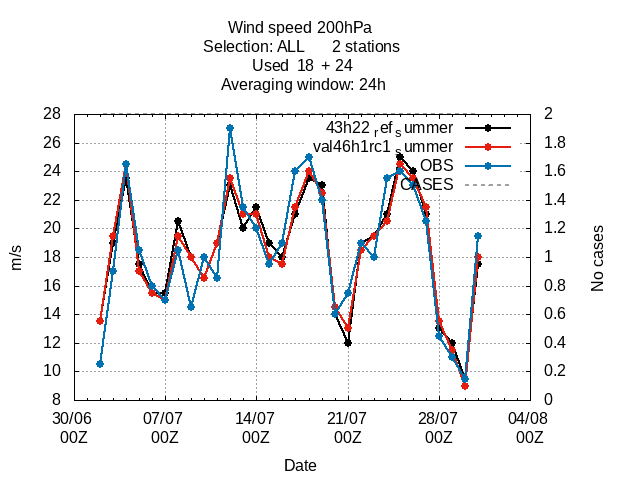 Wind speed 200hPa
Selection: ALL 2 stations
Used 18 + 24
Averaging window: 24h
28 2
43h22refsummer
26 1.8
val46h1rc1summer
24 1.6
OBS
22 1.4
CASES
20 1.2
18 1
16 0.8
14 0.6
12 0.4
10 0.2
8 0
m/s
No cases
30/06 07/07 14/07 21/07 28/07 04/08
00Z 00Z 00Z 00Z 00Z 00Z
Date